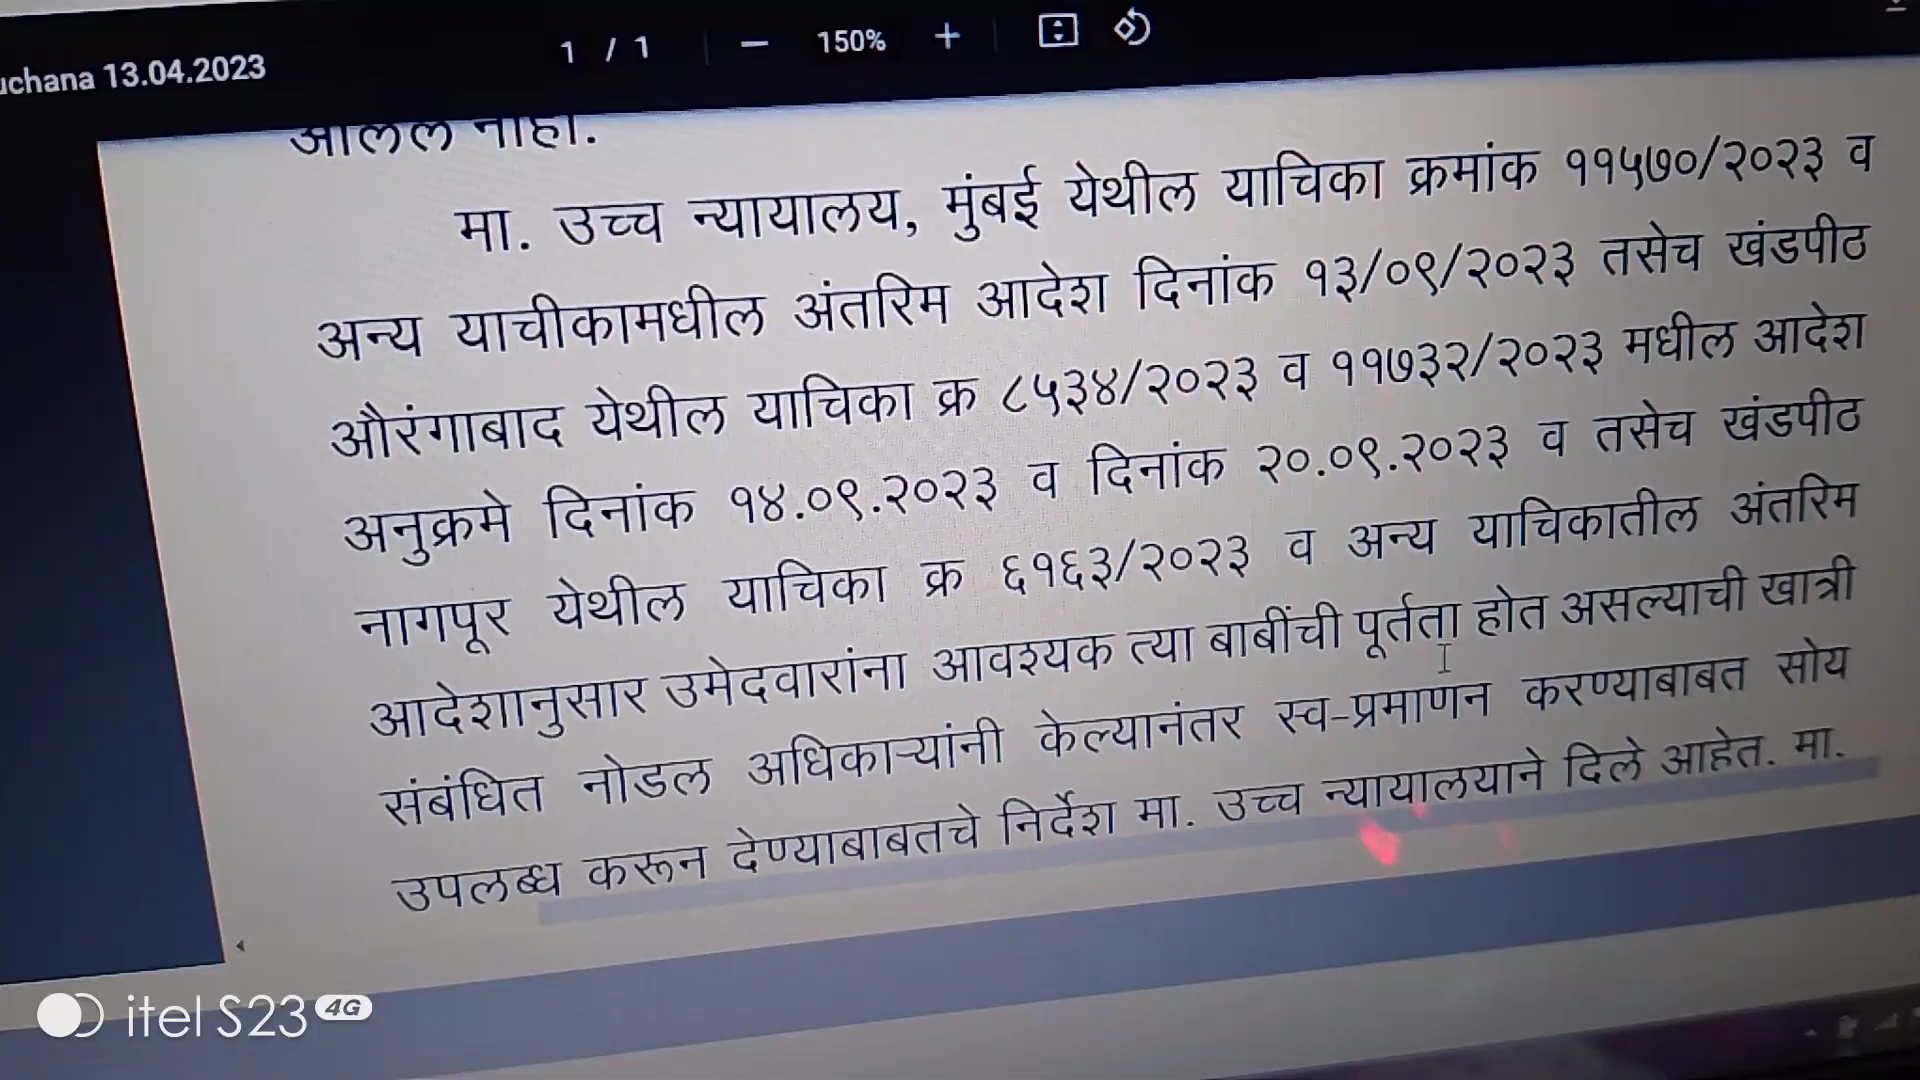 uchana 13.04.2023
1 / 1
150%
आलेले नाही.
मा. उच्च न्यायालय, मुंबई येथील याचिका क्रमांक ११५७०/२०२३ व
अन्य याचीकामधील अंतरिम आदेश दिनांक १३/०९/२०२३ तसेच खंडपीठ
औरंगाबाद येथील याचिका क्र ८५३४/२०२३ व ११७३२/२०२३ मधील आदेश
अनुक्रमे दिनांक १४.०९.२०२३ व दिनांक २०.०९.२०२३ व तसेच खंडपीठ
नागपूर येथील याचिका क्र ६१६३/२०२३ व अन्य याचिकातील अंतरिम
आदेशानुसार उमेदवारांना आवश्यक त्या बाबींची पूर्तता होत असल्याची खात्री
संबंधित नोडल अधिकाऱ्यांनी केल्यानंतर स्व-प्रमाणन करण्याबाबत सोय
उपलब्ध करून देण्याबाबतचे निर्देश मा. उच्च न्यायालयाने दिले आहेत. मा.
itel S23 4G